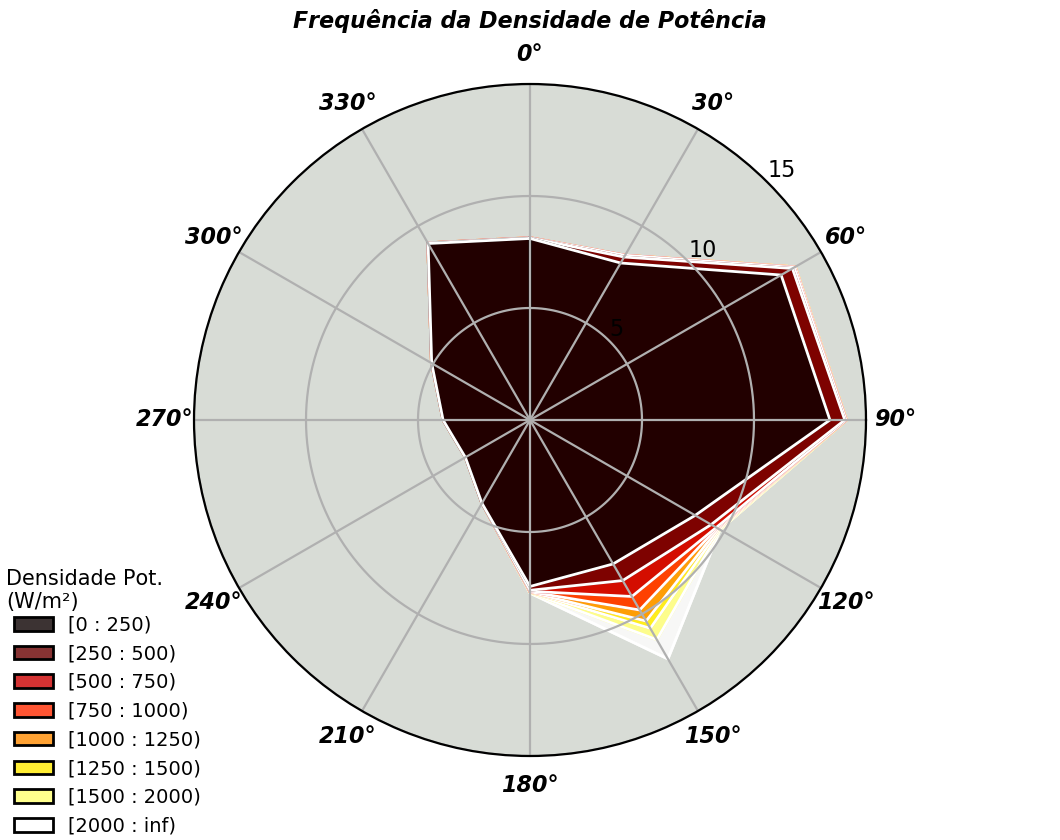 Frequência da Densidade de Potência
0°
330°
30°
15
300°
60°
10
5
270°
90°
240°
120°
210°
150°
180°
Densidade Pot.
(W/m²)
[0 : 250)
[250 : 500)
[500 : 750)
[750 : 1000)
[1000 : 1250)
[1250 : 1500)
[1500 : 2000)
[2000 : inf)